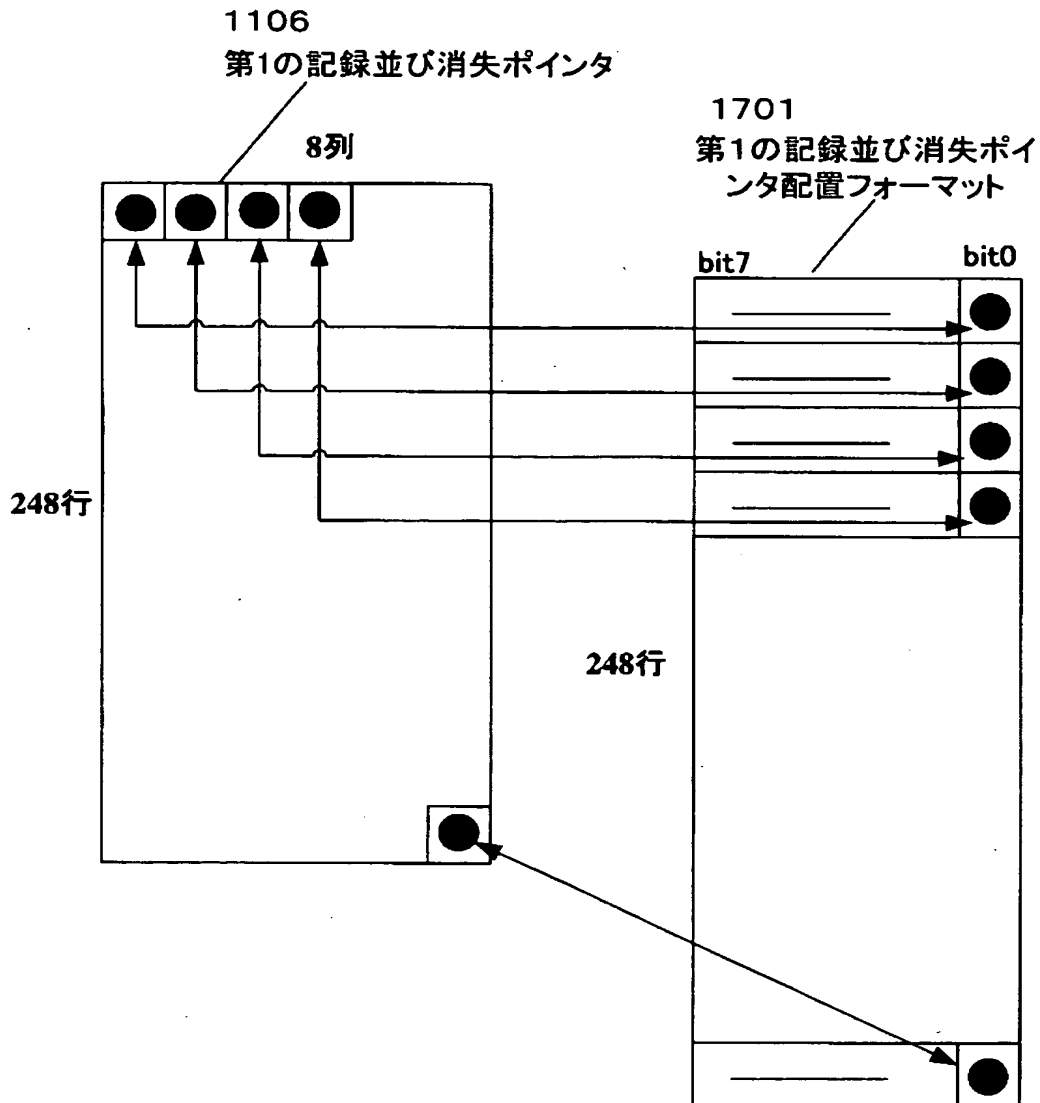 1106
第1の記録並び消失ポインタ
8列
1701
第1の記録並び消失ポイ
ンタ配置フォーマット
bit7
bit0
248行
248行